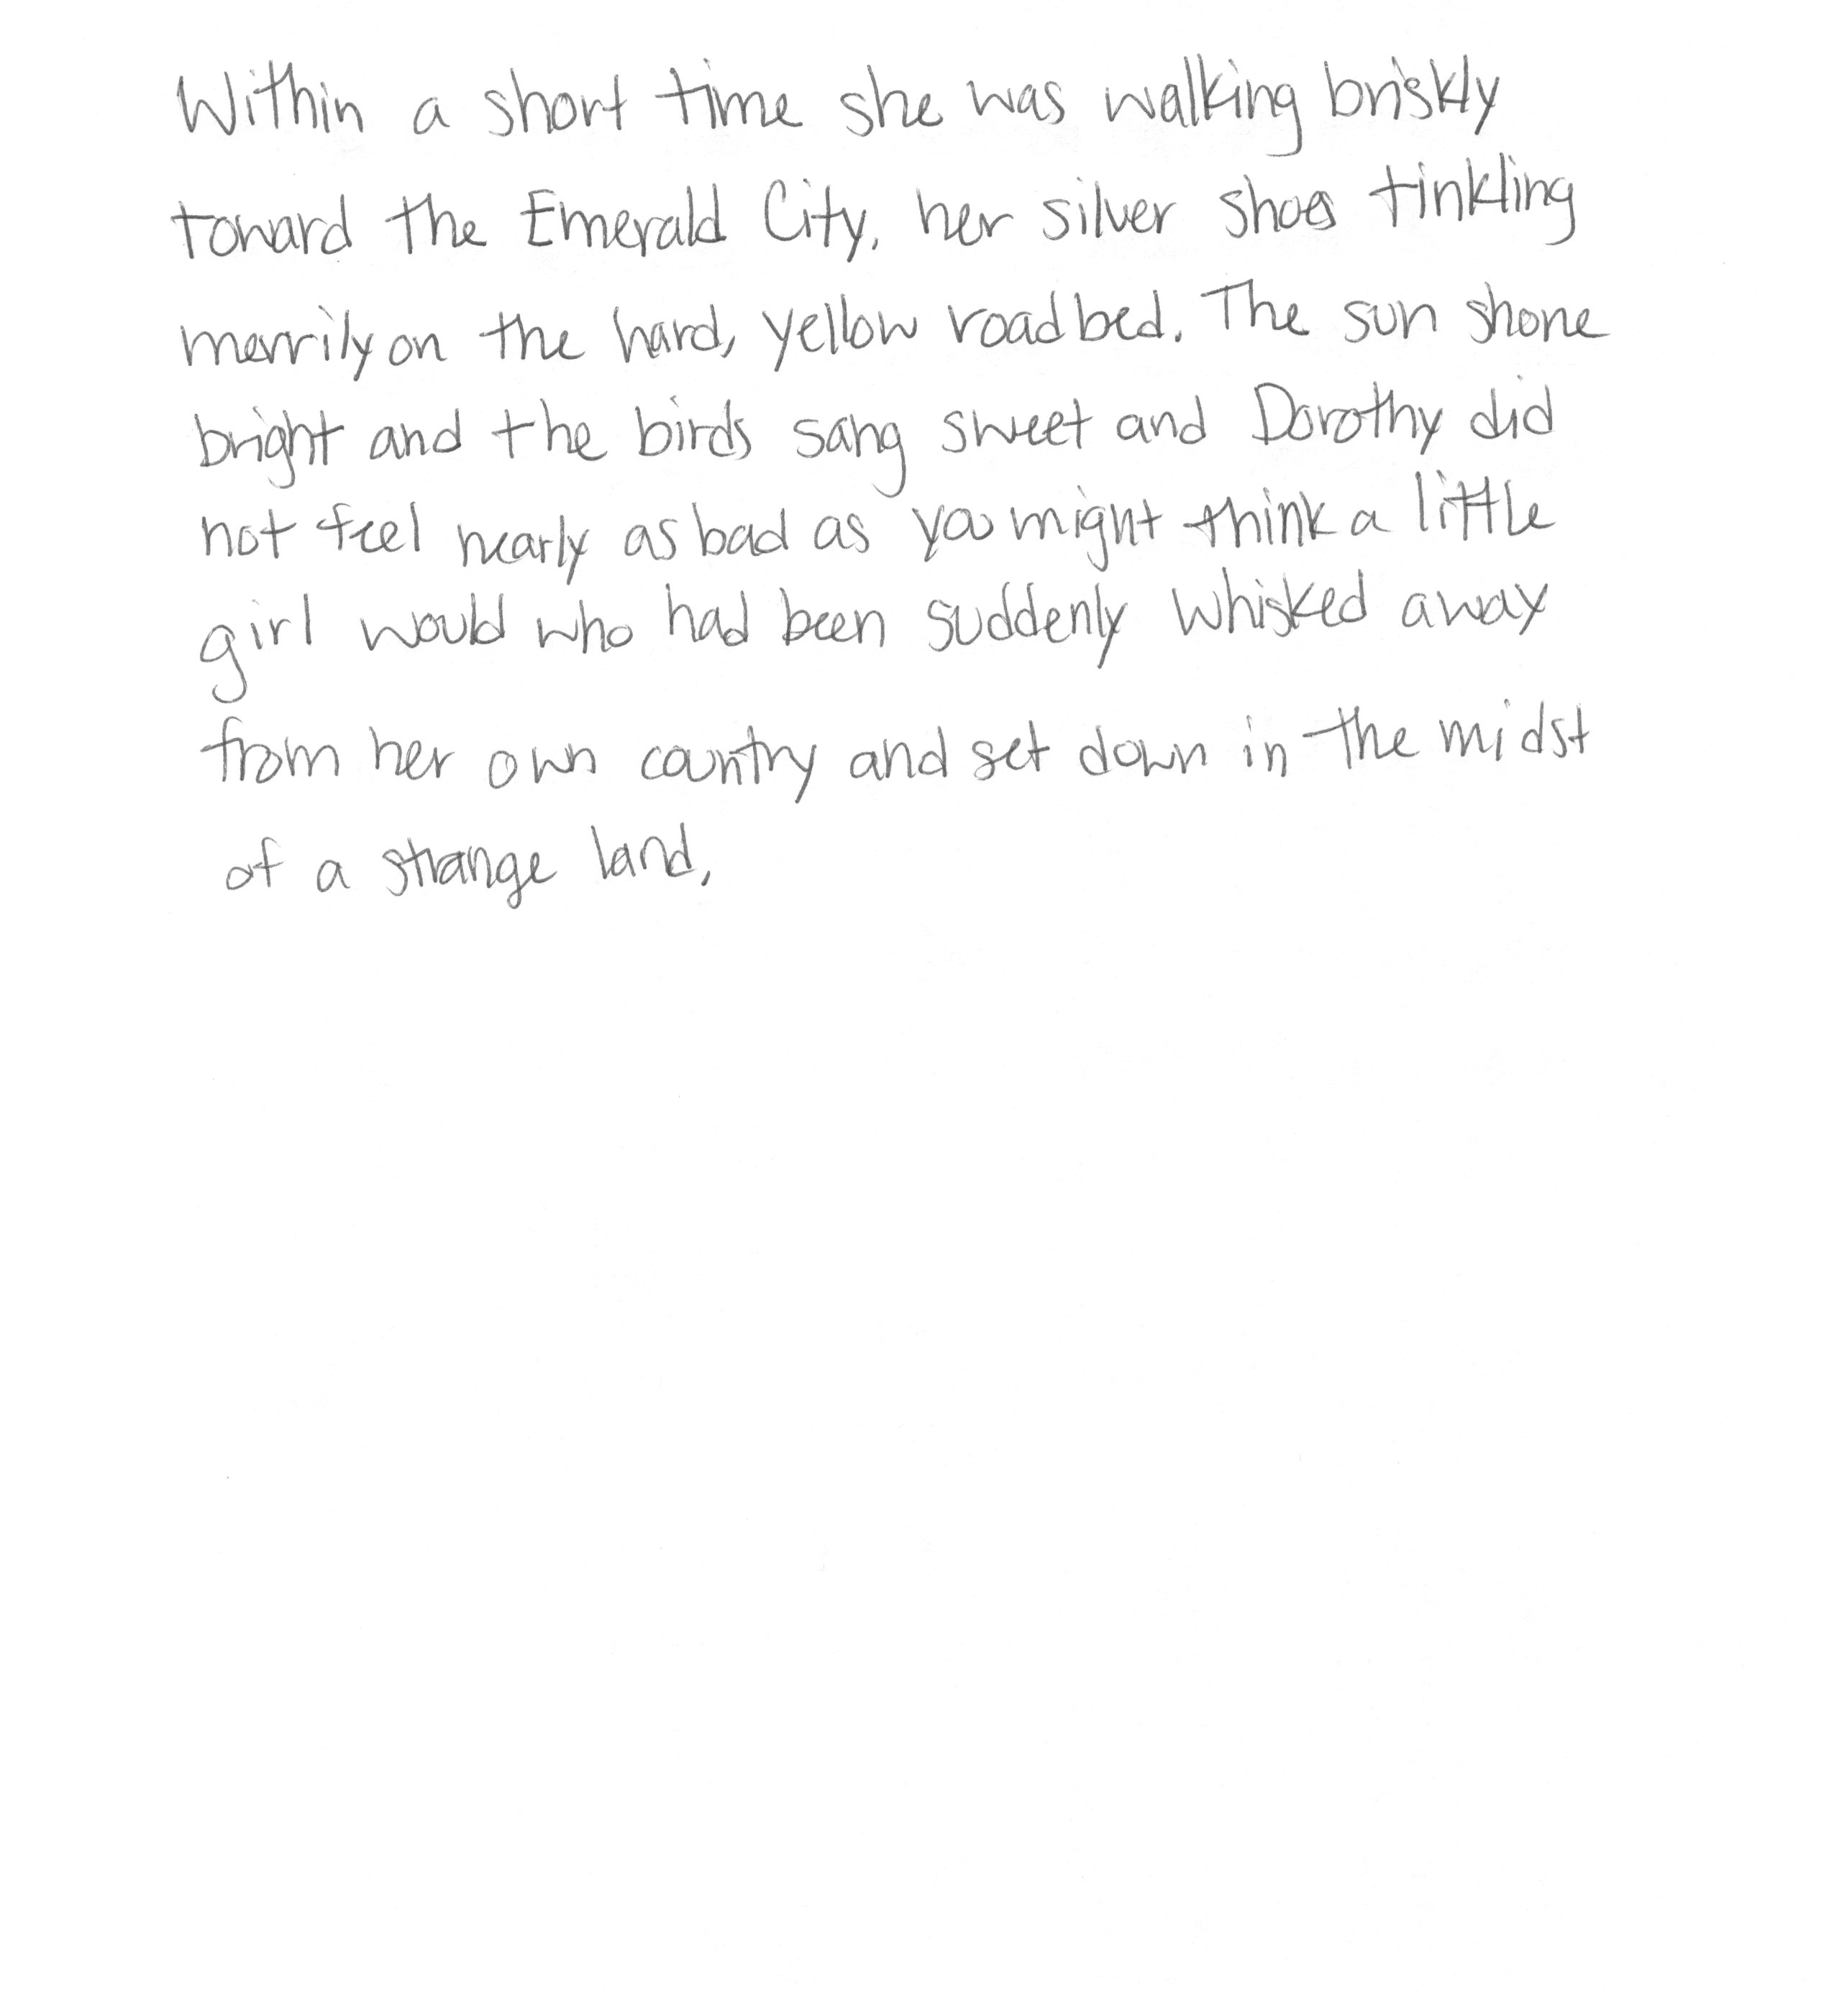 Within a short time she was walking briskly
toward the Emerald City, her silver shoes tinkling
merrily on the hard, yellow roadbed. The sun shone
bright and the birds sang sweet and Dorothy did
not feel nearly as bad as you might think a little
girl would who had been suddenly whisked away
from her own country and set down in the midst
of a strange land,